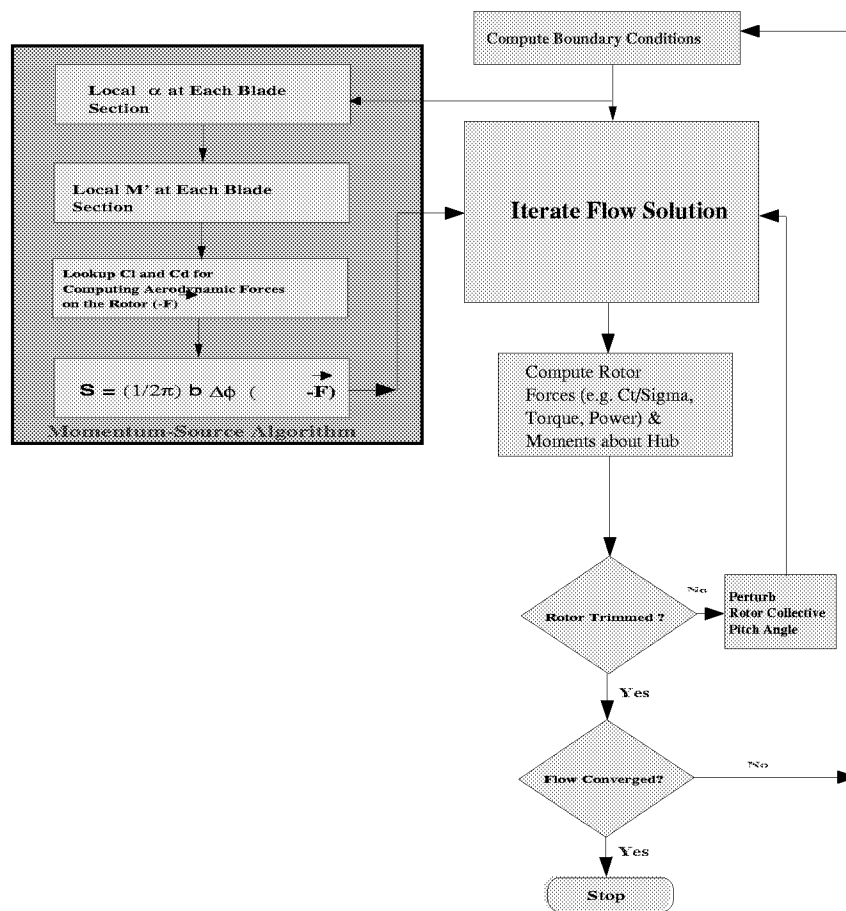 Compute Boundary Conditions
Local α at Each Blade
Section
Local M' at Each Blade
Section
Lookup Cl and Cd for
Computing Aerodynamic Forces
on the Rotor (-F)
S = (1/2π) b Δϕ ( -F)
Momentum-Source Algorithm
Iterate Flow Solution
Compute Rotor
Forces (e.g. Ct/Sigma,
Torque, Power) &
Moments about Hub
Rotor Trimmed ?
No
Perturb
Rotor Collective
Pitch Angle
Yes
Flow Converged?
No
Yes
Stop